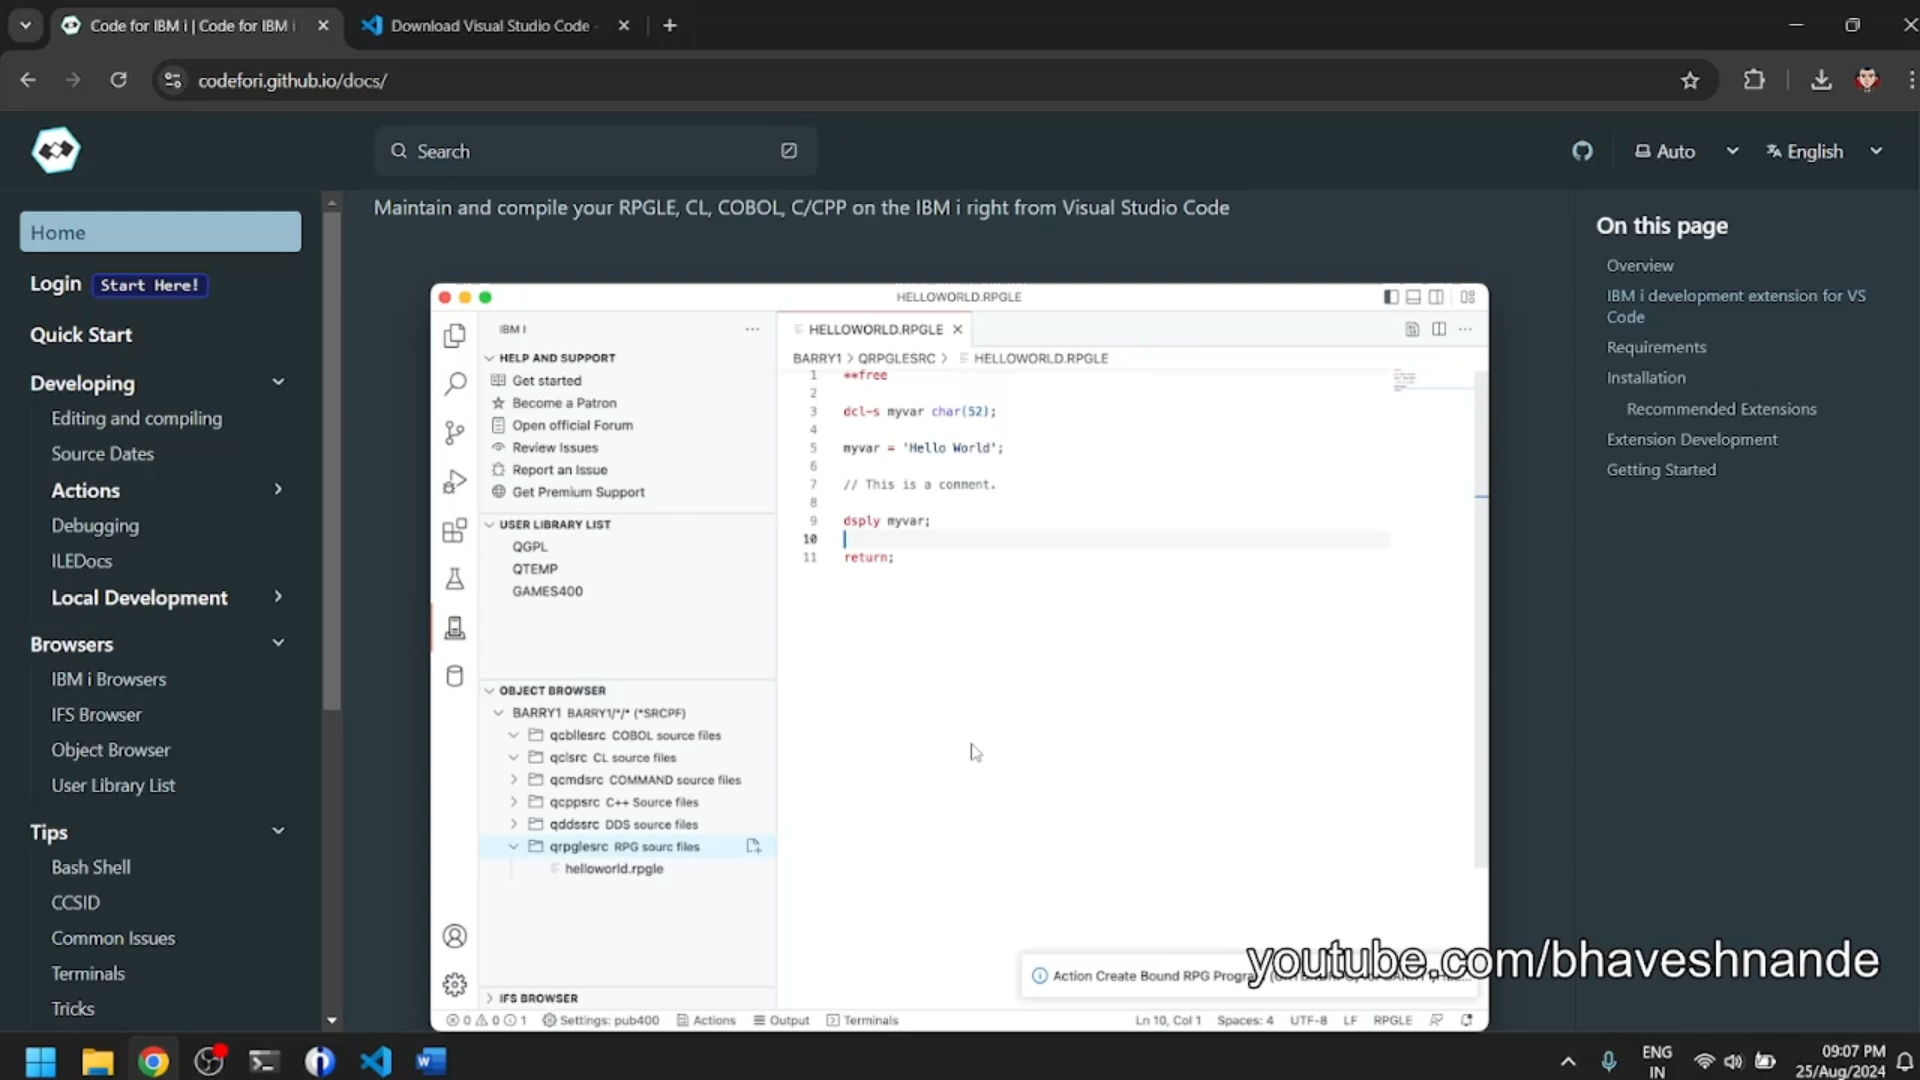 Code for IBM i | Code for IBM i
Download Visual Studio Code -
codefori.github.io/docs/
Search
Auto
English
Home
Login Start Here!
Quick Start
Developing
Editing and compiling
Source Dates
Actions
Debugging
ILEDocs
Local Development
Browsers
IBM i Browsers
IFS Browser
Object Browser
User Library List
Tips
Bash Shell
CCSID
Common Issues
Terminals
Tricks
Maintain and compile your RPGLE, CL, COBOL, C/CPP on the IBM i right from Visual Studio Code
HELLOWORLD.RPGLE
IBM I
HELP AND SUPPORT
Get started
Become a Patron
Open official Forum
Review Issues
Report an Issue
Get Premium Support
USER LIBRARY LIST
QGPL
QTEMP
GAMES400
OBJECT BROWSER
BARRY1 BARRY1/*/* (*SRCPF)
qcbllesrc COBOL source files
qclsrc CL source files
qcmdsrc COMMAND source files
qcppsrc C++ Source files
qddssrc DDS source files
qrpglesrc RPG sourc files
helloworld.rpgle
IFS BROWSER
HELLOWORLD.RPGLE
BARRY1 > QRPGLESRC > HELLOWORLD.RPGLE
1 **free
2
3 dcl-s myvar char(52);
4
5 myvar = 'Hello World';
6
7 // This is a comment.
8
9 dsply myvar;
10
11 return;
Action Create Bound RPG
0 0 1 Settings: pub400 Actions Output Terminals
Ln 10, Col 1 Spaces: 4 UTF-8 LF RPGLE
On this page
Overview
IBM i development extension for VS
Code
Requirements
Installation
Recommended Extensions
Extension Development
Getting Started
youtube.com/bhaveshnande
ENG
IN
09:07 PM
25/Aug/2024